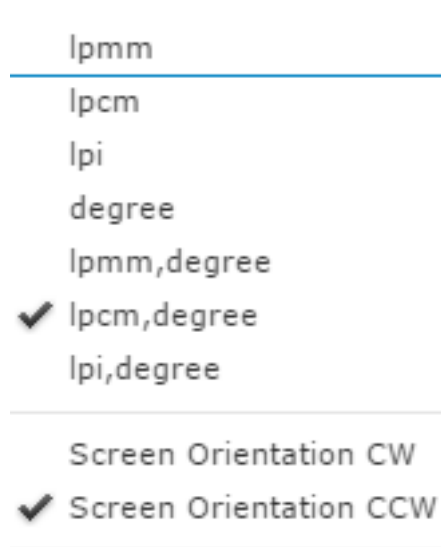 lpmm
lpcm
lpi
degree
lpmm,degree
lpcm,degree
lpi,degree
Screen Orientation CW
Screen Orientation CCW